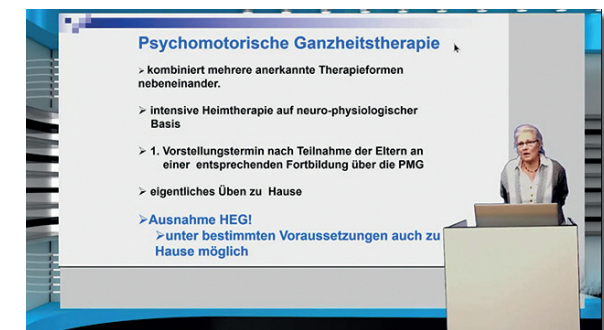 Psychomotorische Ganzheitstherapie
➢ kombiniert mehrere anerkannte Therapieformen
nebeneinander.
➢ intensive Heimtherapie auf neuro-physiologischer
Basis
➢ 1. Vorstellungstermin nach Teilnahme der Eltern an
einer entsprechenden Fortbildung über die PMG
➢ eigentliches Üben zu Hause
➢Ausnahme HEG!
➢unter bestimmten Voraussetzungen auch zu
Hause möglich